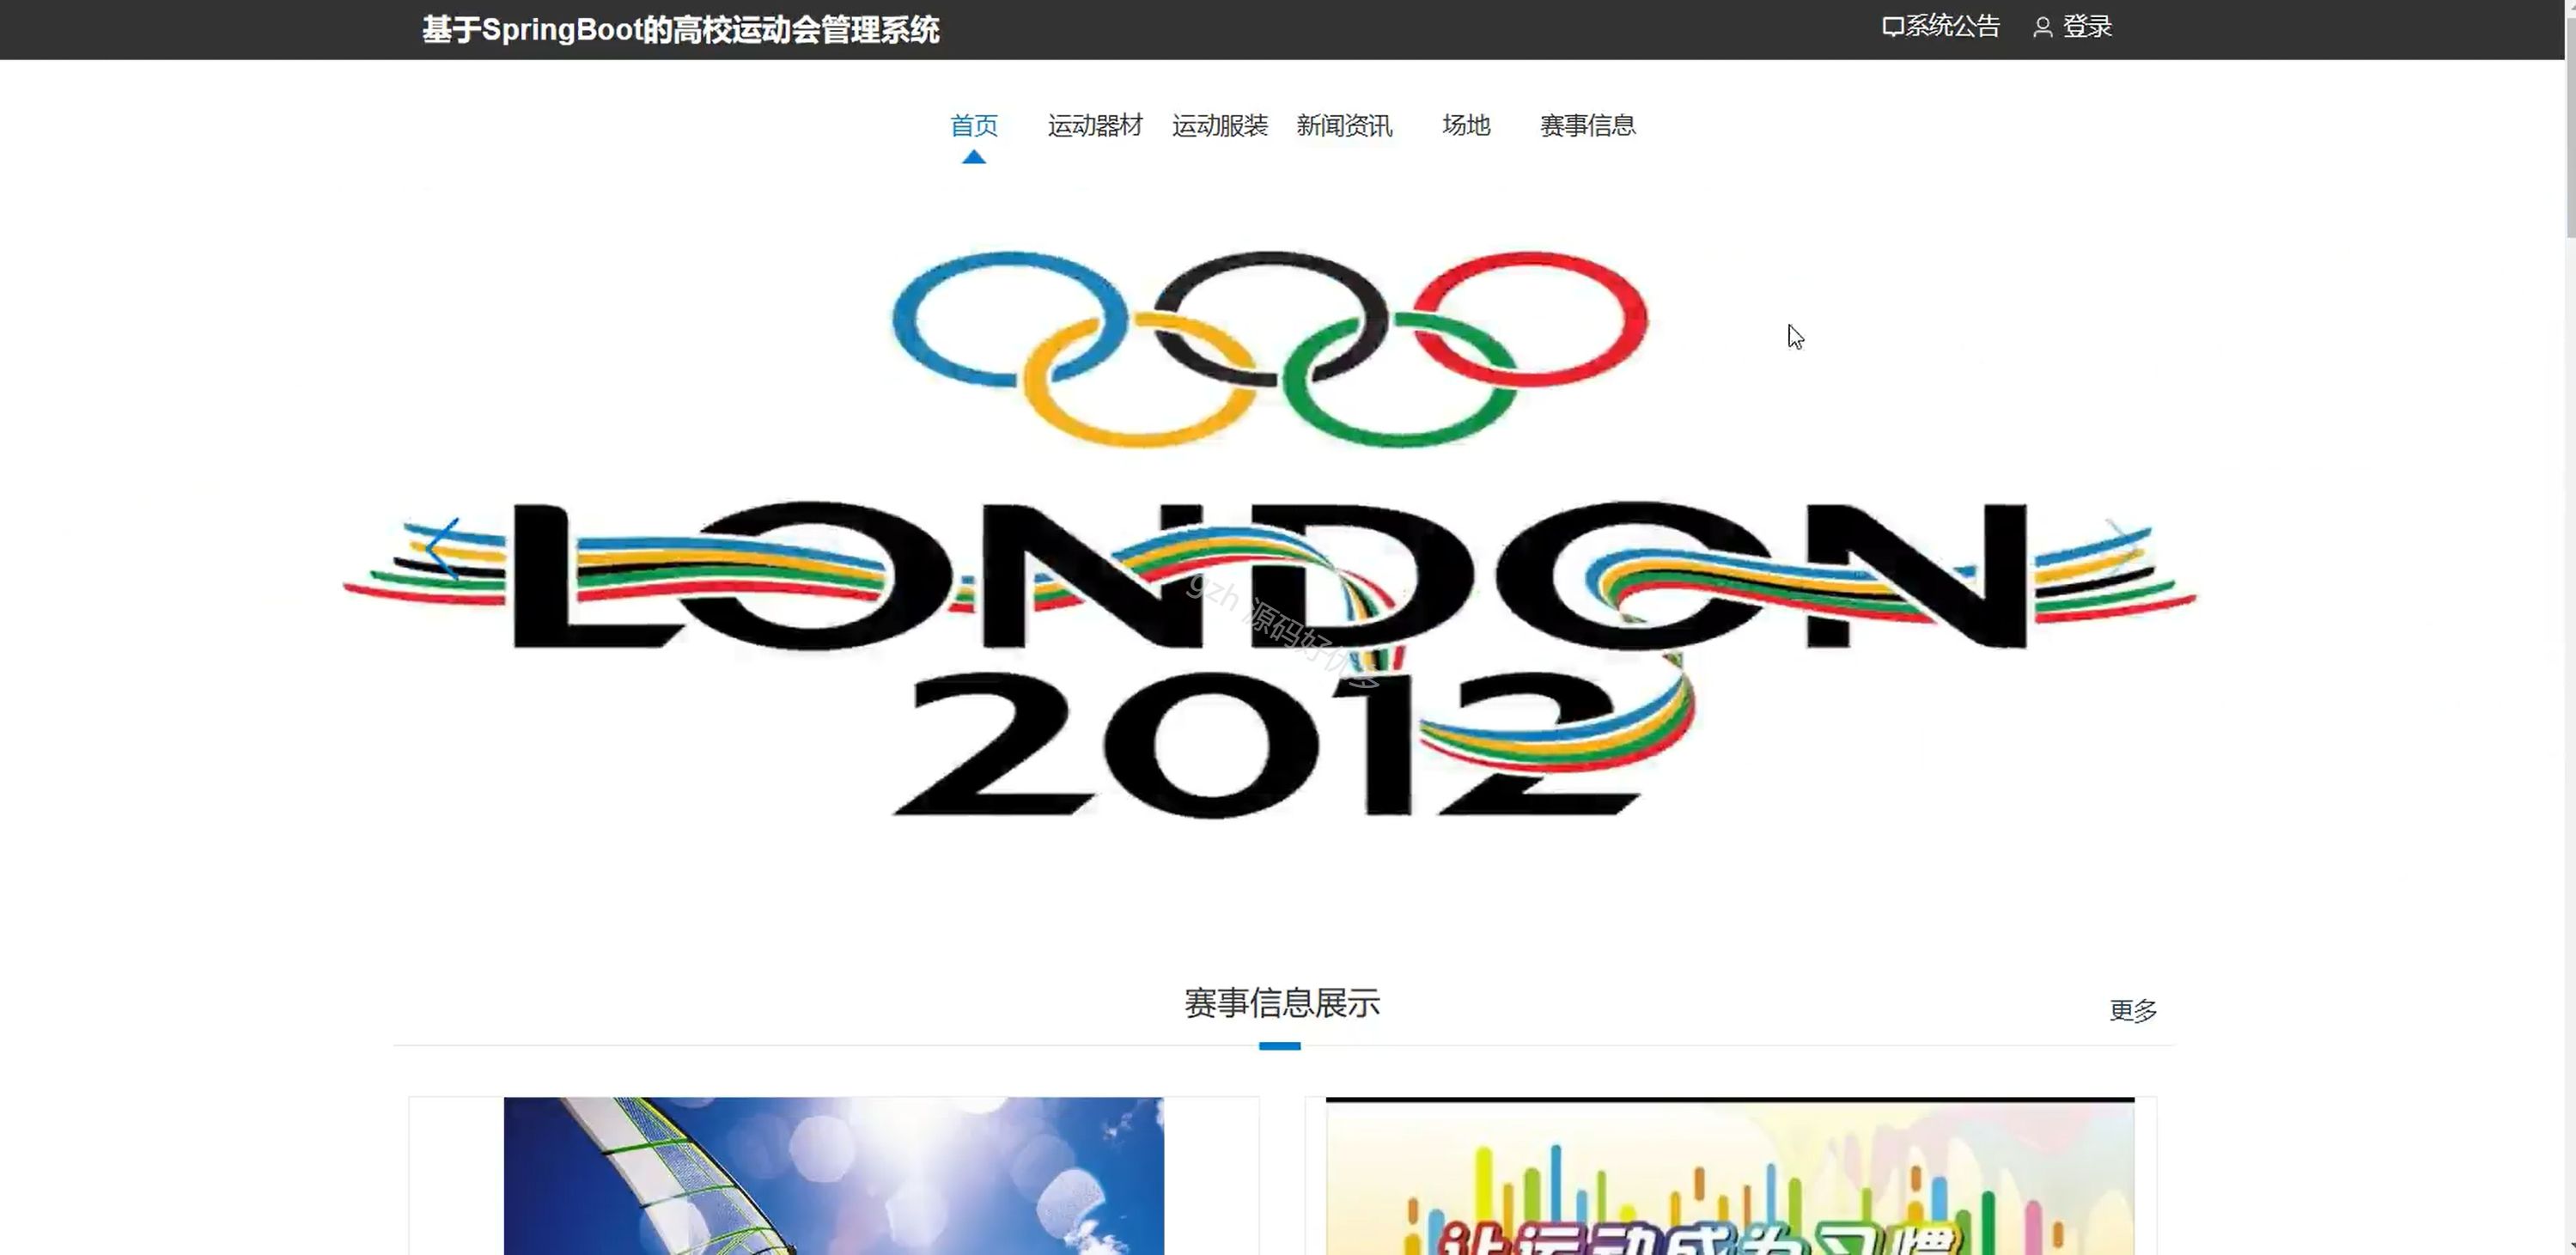 基于SpringBoot的高校运动会管理系统
系统公告
登录
首页
运动器材
运动服装
新闻资讯
场地
赛事信息
LONDON
2012
gzh 源码好优多
赛事信息展示
更多
让运动成为习惯